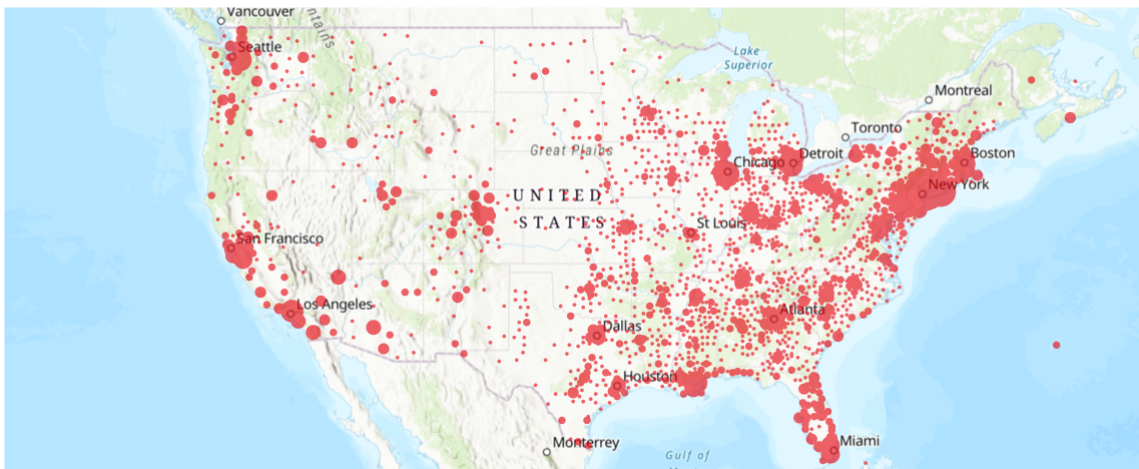 Vancouver
Seattle
Lake
Superior
Montreal
Toronto
Great Plains
Chicago
Detroit
Boston
UNITED
STATES
New York
St Louis
San Francisco
Los Angeles
Atlanta
Dallas
Houston
Monterrey
Miami
Gulf of